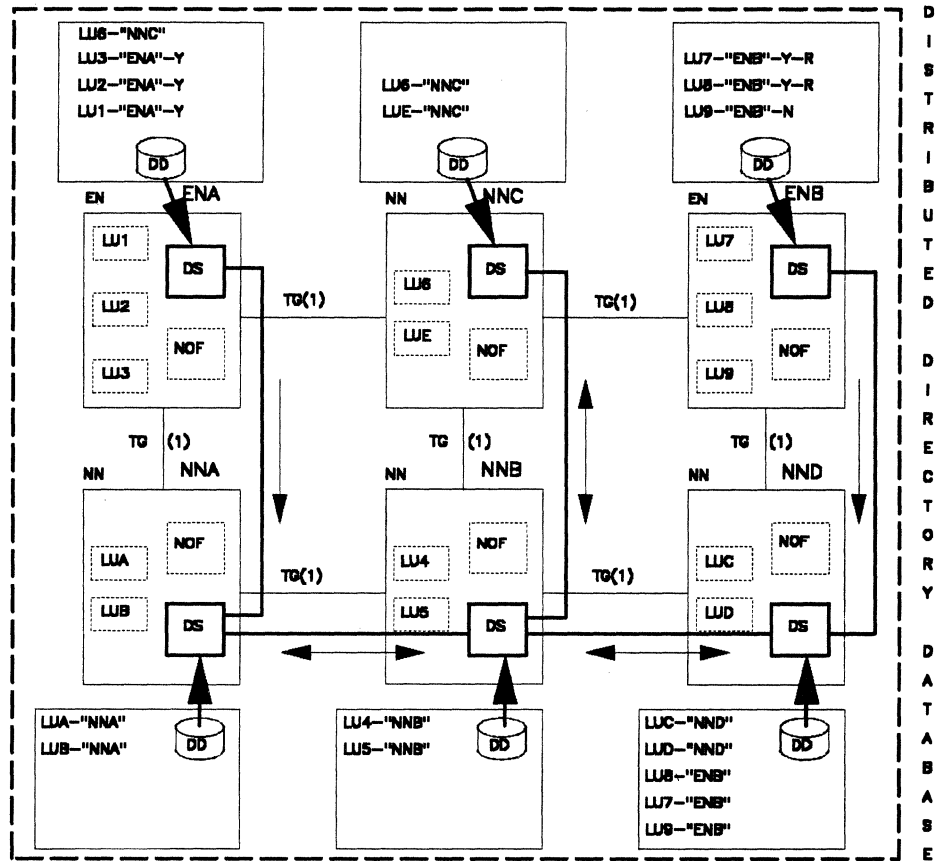 LU6-"NNC"
LU3-"ENA"-Y
LU2-"ENA"-Y
LU1-"ENA"-Y
DD
LU6-"NNC"
LUE-"NNC"
DD
LU7-"ENB"-Y-R
LU8-"ENB"-Y-R
LU9-"ENB"-N
DD
EN
ENA
LU1
LU2
LU3
DS
NOF
TG(1)
NN
NNC
LU6
LUE
DS
NOF
TG(1)
EN
ENB
LU7
LU8
LU9
DS
NOF
TG (1)
TG (1)
TG (1)
NN
NNA
LUA
LUB
NOF
DS
TG(1)
NN
NNB
LU4
LU5
NOF
DS
TG(1)
NN
NND
LUC
LUD
NOF
DS
LUA-"NNA"
LUB-"NNA"
DD
LU4-"NNB"
LU5-"NNB"
DD
LUC-"NND"
LUD-"NND"
LU8-"ENB"
LU7-"ENB"
LU9-"ENB"
DD
DISTRIBUTED DIRECTORY DATABASE